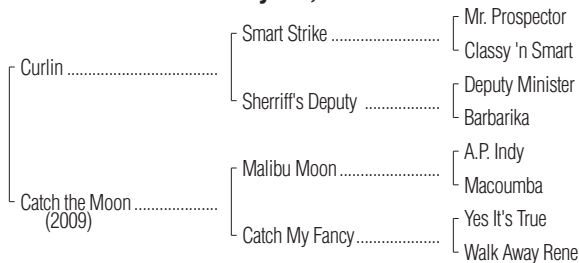 Mr. Prospector
Smart Strike ........................
Classy 'n Smart
Curlin ..................................
Deputy Minister
Sherriff's Deputy .................
Barbarika
A.P. Indy
Malibu Moon .......................
Macoumba
Catch the Moon ...................
(2009)
Yes It's True
Catch My Fancy...................
Walk Away Rene